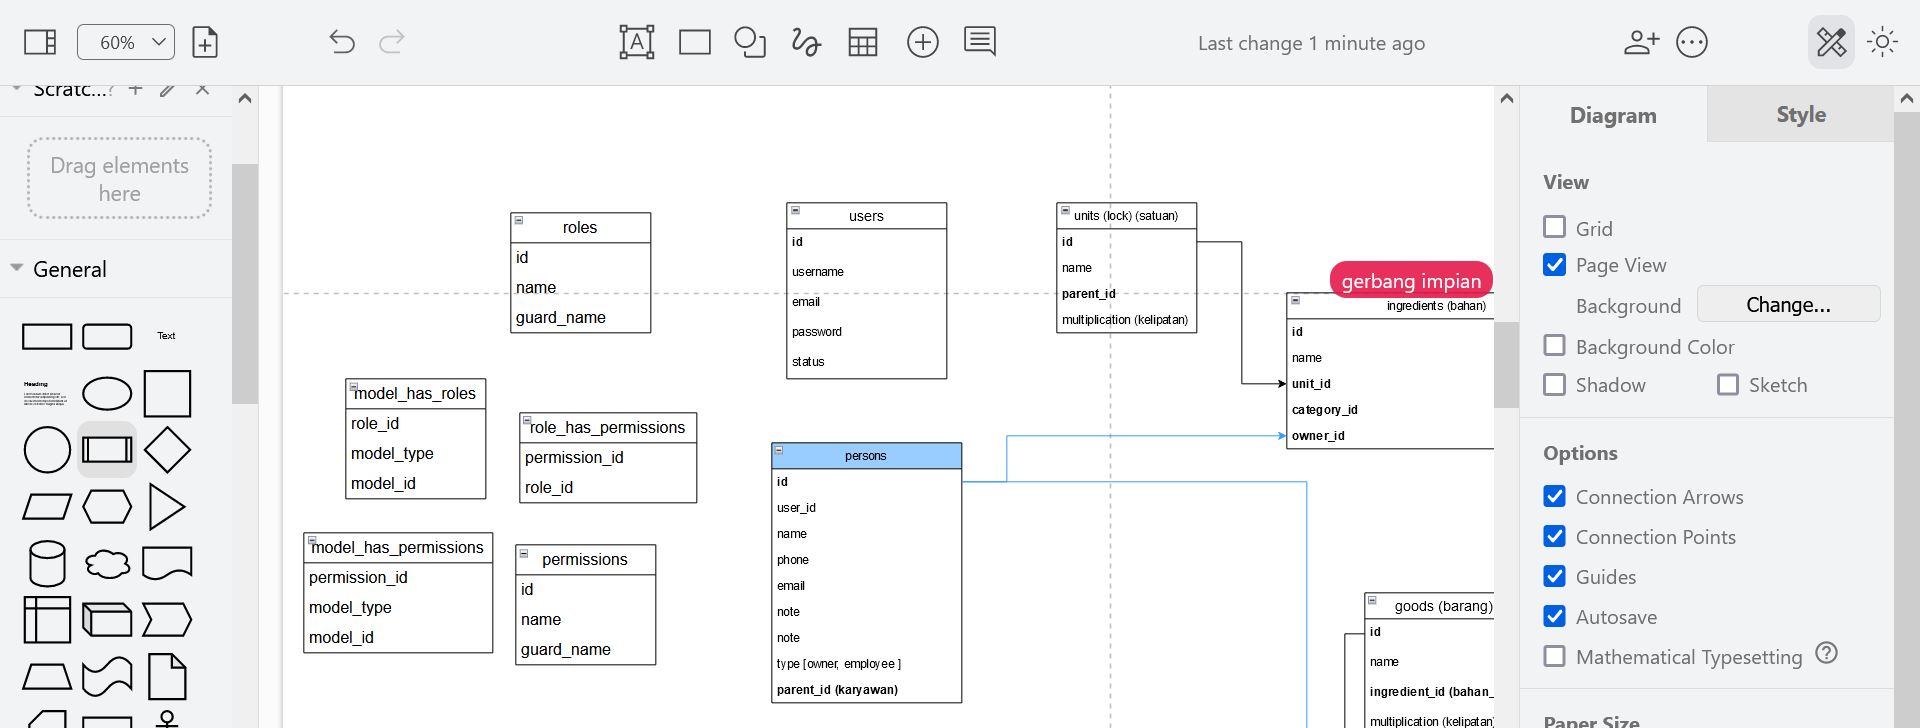 60%
Last change 1 minute ago
Scratc...?
Drag elements
here
General
Text
Heading
roles
id
name
guard_name
users
id
username
email
password
status
units (lock) (satuan)
id
name
parent_id
multiplication (kelipatan)
gerbang impian
ingredients (bahan)
id
name
unit_id
category_id
owner_id
model_has_roles
role_id
model_type
model_id
role_has_permissions
permission_id
role_id
persons
id
user_id
name
phone
email
note
note
type [owner, employee ]
parent_id (karyawan)
model_has_permissions
permission_id
model_type
model_id
permissions
id
name
guard_name
goods (barang)
id
name
ingredient_id (bahan_
multiplication (kelipatan)
Diagram
Style
View
Grid
Page View
Background
Change...
Background Color
Shadow
Sketch
Options
Connection Arrows
Connection Points
Guides
Autosave
Mathematical Typesetting
Paper Size